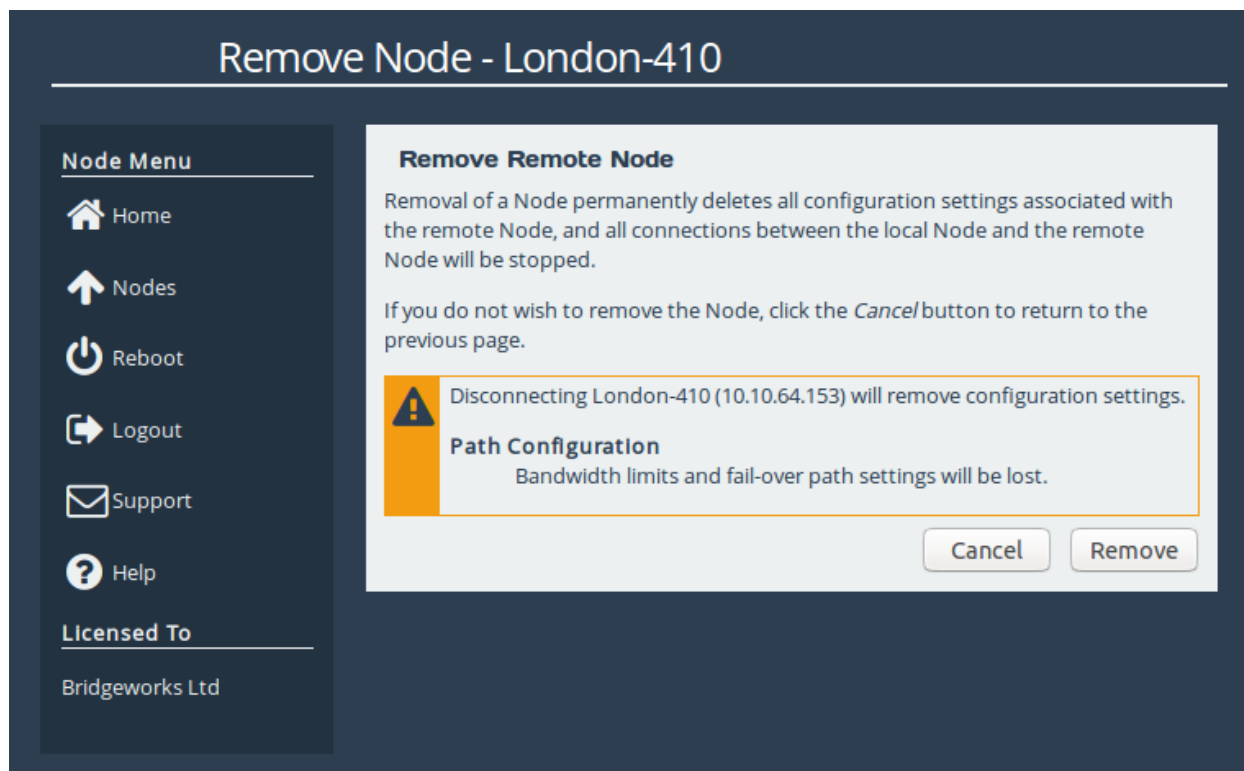 Remove Node - London-410
Node Menu
Home
Nodes
Reboot
Logout
Support
Help
Licensed To
Bridgeworks Ltd
Remove Remote Node
Removal of a Node permanently deletes all configuration settings associated with
the remote Node, and all connections between the local Node and the remote
Node will be stopped.
If you do not wish to remove the Node, click the Cancel button to return to the
previous page.
Disconnecting London-410 (10.10.64.153) will remove configuration settings.
Path Configuration
Bandwidth limits and fail-over path settings will be lost.
Cancel
Remove